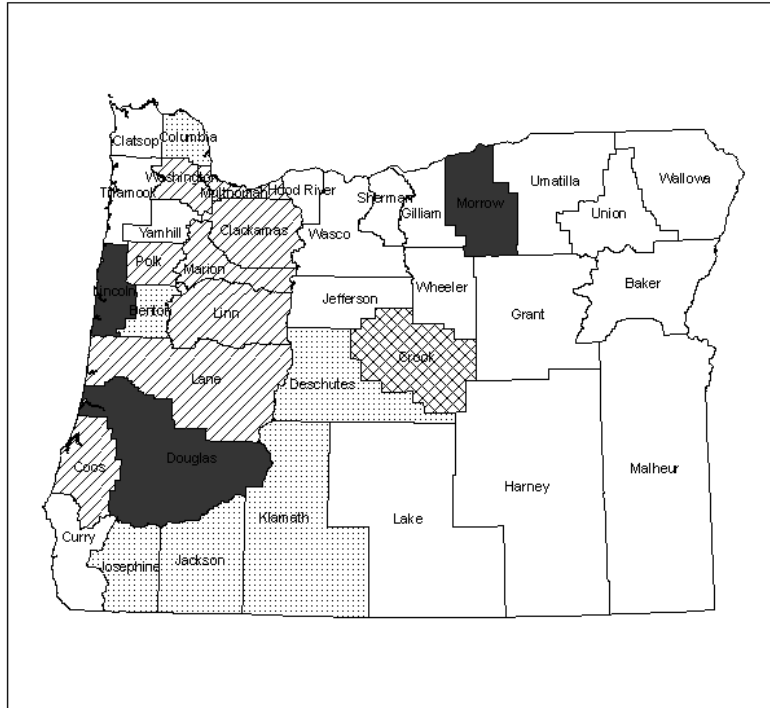 Clatsop
Columbia
Tillamook
Washington
Multnomah
Hood River
Sherman
Gilliam
Morrow
Umatilla
Wallowa
Union
Yamhill
Clackamas
Wasco
Polk
Marion
Lincoln
Benton
Linn
Jefferson
Wheeler
Grant
Baker
Lane
Deschutes
Crook
Coos
Douglas
Klamath
Lake
Harney
Malheur
Curry
Josephine
Jackson